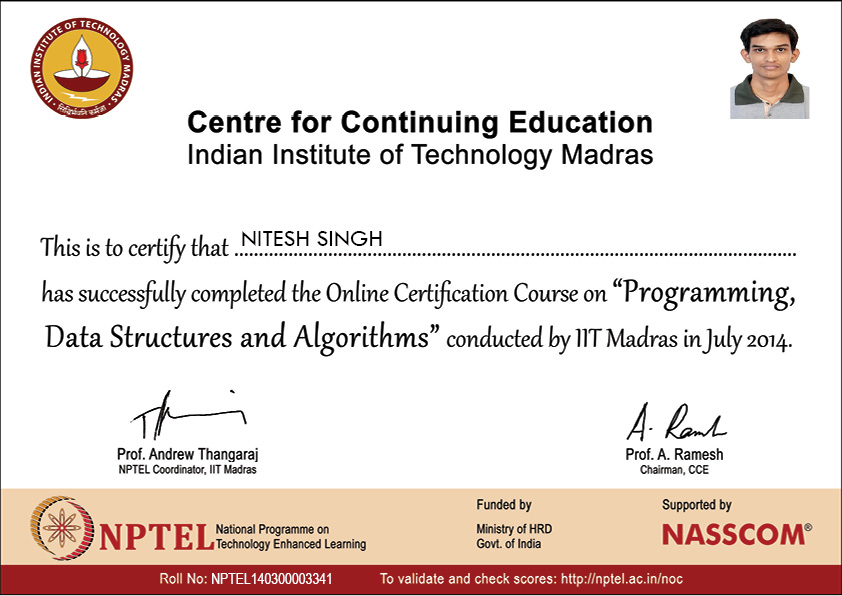 INDIAN INSTITUTE OF TECHNOLOGY MADRAS
Centre for Continuing Education
Indian Institute of Technology Madras
This is to certify that NITESH SINGH
has successfully completed the Online Certification Course on “Programming,
Data Structures and Algorithms” conducted by IIT Madras in July 2014.
A. Ramesh
Prof. Andrew Thangaraj
NPTEL Coordinator, IIT Madras
Prof. A. Ramesh
Chairman, CCE
NPTEL
National Programme on
Technology Enhanced Learning
Funded by
Ministry of HRD
Govt. of India
Supported by
NASSCOM®
Roll No: NPTEL140300003341
To validate and check scores: http://nptel.ac.in/noc